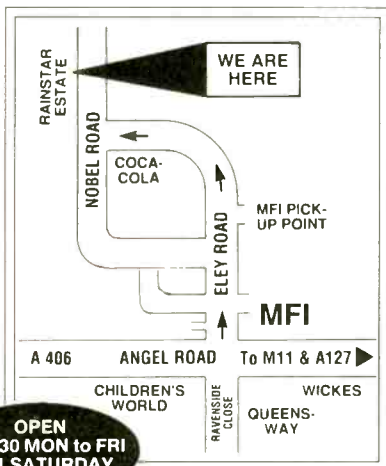 RAINSTAR
ESTATE
WE ARE
HERE
NOBEL ROAD
COCA-
COLA
MFI PICK-
UP POINT
ELEY ROAD
MFI
A 406 ANGEL ROAD To M11 & A127
CHILDREN'S
WORLD
RAVENSIDE
CLOSE
WICKES
QUEENS-
WAY
OPEN
30 MON to FRI
SATURDAY